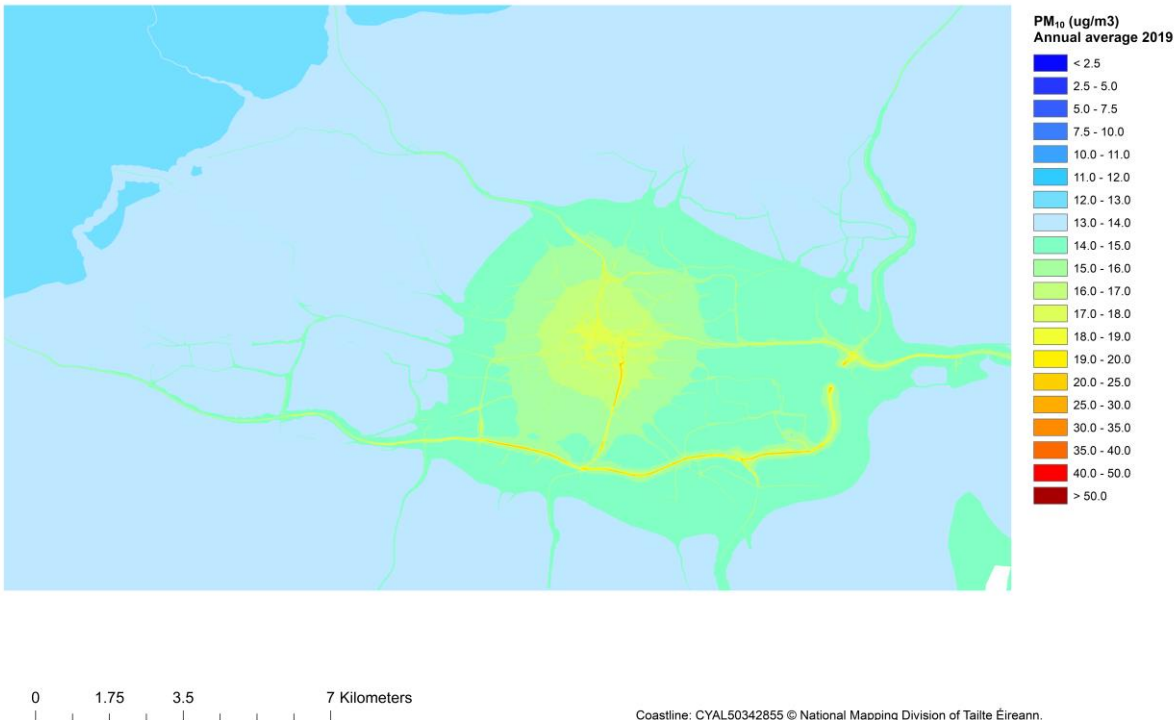 PM₁₀ (ug/m3)
Annual average 2019
< 2.5
2.5 - 5.0
5.0 - 7.5
7.5 - 10.0
10.0 - 11.0
11.0 - 12.0
12.0 - 13.0
13.0 - 14.0
14.0 - 15.0
15.0 - 16.0
16.0 - 17.0
17.0 - 18.0
18.0 - 19.0
19.0 - 20.0
20.0 - 25.0
25.0 - 30.0
30.0 - 35.0
35.0 - 40.0
40.0 - 50.0
> 50.0
0 1.75 3.5 7 Kilometers
Coastline: CYAL50342855 © National Mapping Division of Tailte Éireann.